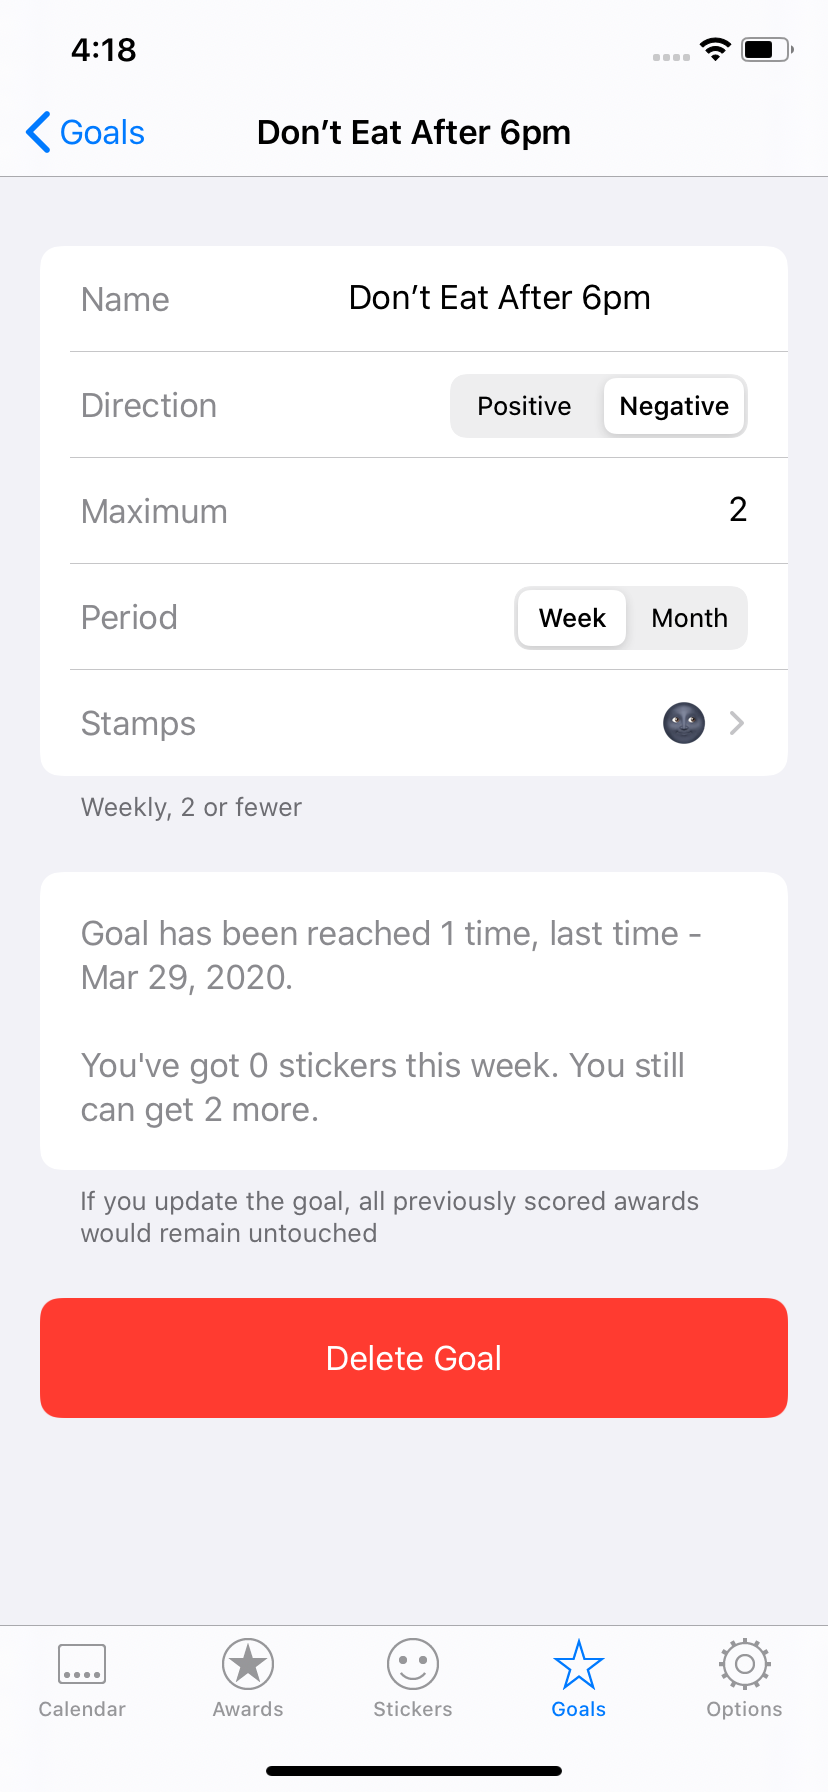 4:18
Goals
Don’t Eat After 6pm
Name
Don’t Eat After 6pm
Direction
Positive
Negative
Maximum
2
Period
Week
Month
Stamps
Weekly, 2 or fewer
Goal has been reached 1 time, last time -
Mar 29, 2020.
You've got 0 stickers this week. You still
can get 2 more.
If you update the goal, all previously scored awards
would remain untouched
Delete Goal
Calendar
Awards
Stickers
Goals
Options